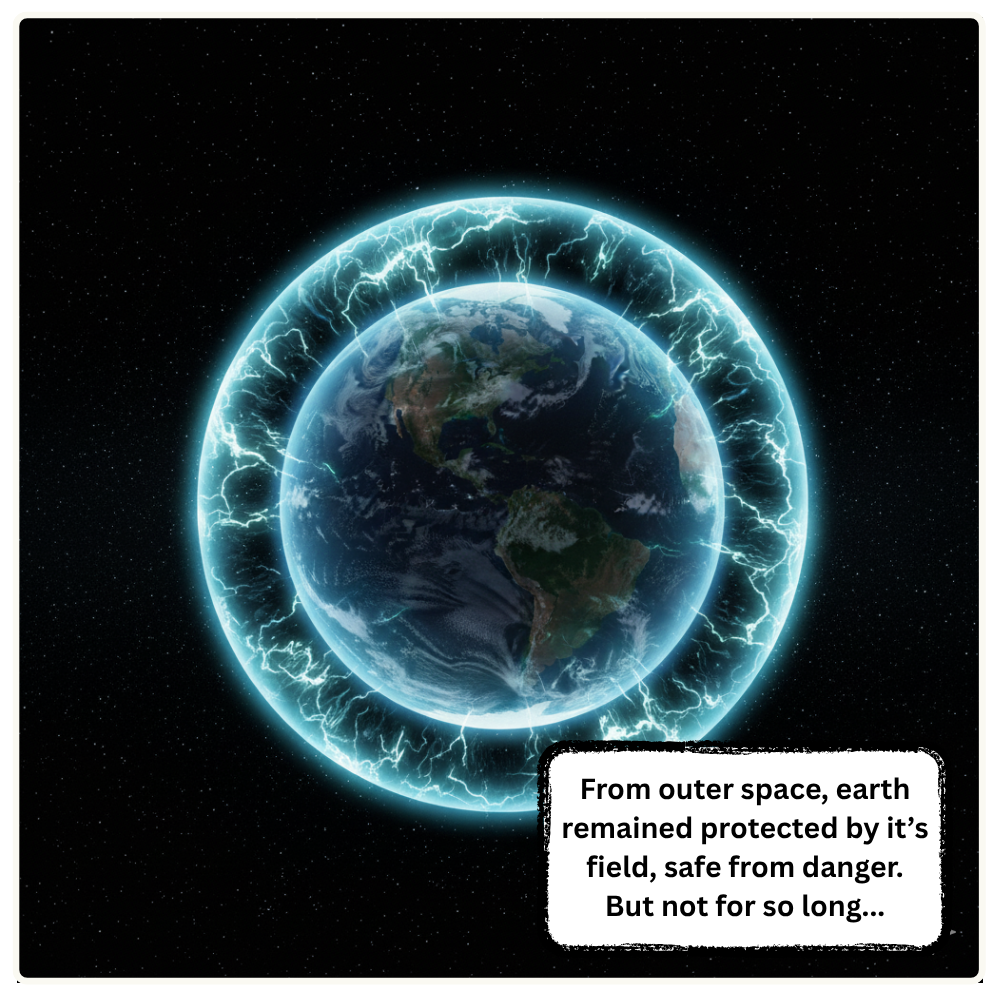 From outer space, earth
remained protected by it’s
field, safe from danger.
But not for so long...